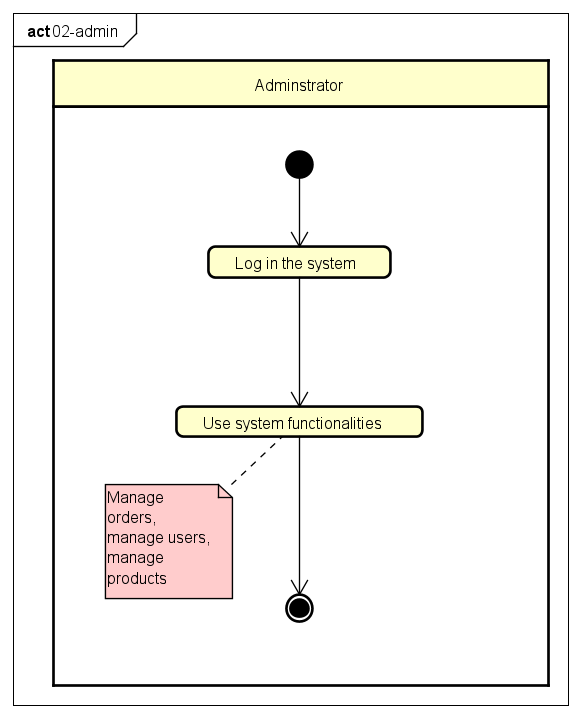 act 02-admin
Adminstrator
Log in the system
Use system functionalities
Manage
orders,
manage users,
manage
products